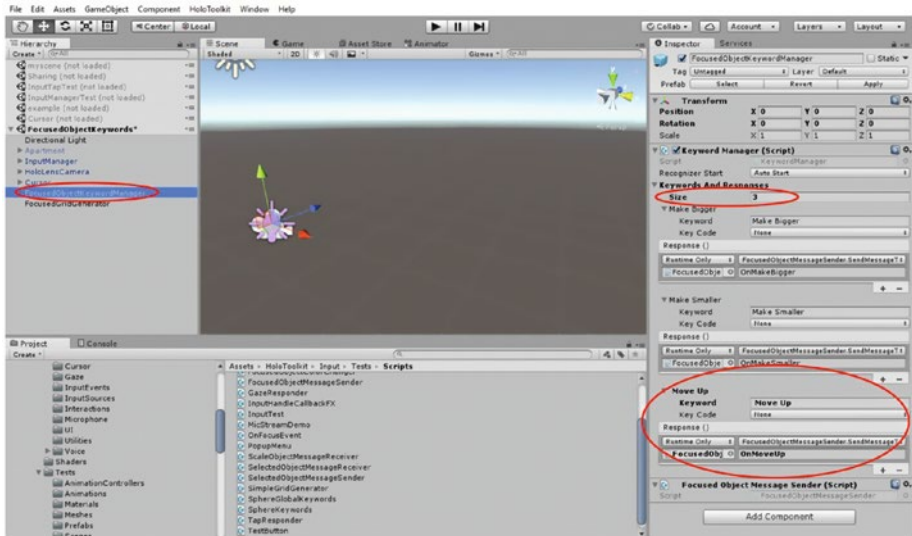 File Edit Assets GameObject Component HoloToolkit Window Help
Center Local
Collab Account Layers Layout
Hierarchy
Create
myscene (not loaded)
Sharing (not loaded)
InputTapTest (not loaded)
InputManagerTest (not loaded)
example (not loaded)
Cursor (not loaded)
FocusedObjectKeywords*
Directional Light
Apartment
InputManager
HoloLensCamera
Cursor
FocusedObjectKeywordManager
FocusedGridGenerator
Scene Game Asset Store Animator
Shaded 2D Gizmos
Project Console
Create
Cursor
Gaze
InputEvents
InputSources
Interactions
Microphone
UI
Utilities
Voice
Shaders
Tests
AnimationControllers
Animations
Materials
Meshes
Prefabs
Assets HoloToolkit Input Tests Scripts
FocusedObjectMessageSender
GazeResponder
InputHandleCallbackFX
InputTest
MicStreamDemo
OnFocusEvent
PopupMenu
ScaleObjectMessageReceiver
SelectedObjectMessageReceiver
SelectedObjectMessageSender
SimpleGridGenerator
SphereGlobalKeywords
SphereKeywords
TapResponder
TestButton
Inspector Services
FocusedObjectKeywordManager Static
Tag Untagged Layer Default
Prefab Select Revert Apply
Transform
Position X 0 Y 0 Z 0
Rotation X 0 Y 0 Z 0
Scale X 1 Y 1 Z 1
Keyword Manager (Script)
Script KeywordManager
Recognizer Start Auto Start
Keywords And Responses
Size 3
Make Bigger
Keyword Make Bigger
Key Code None
Response ()
Runtime Only FocusedObjectMessageSender.SendMessageT
FocusedObje OnMakeBigger
+ -
Make Smaller
Keyword Make Smaller
Key Code None
Response ()
Runtime Only FocusedObjectMessageSender.SendMessageT
FocusedObje OnMakeSmaller
+ -
Move Up
Keyword Move Up
Key Code None
Response ()
Runtime Only FocusedObjectMessageSender.SendMessageT
FocusedObj OnMoveUp
+ -
Focused Object Message Sender (Script)
Script FocusedObjectMessageSender
Add Component